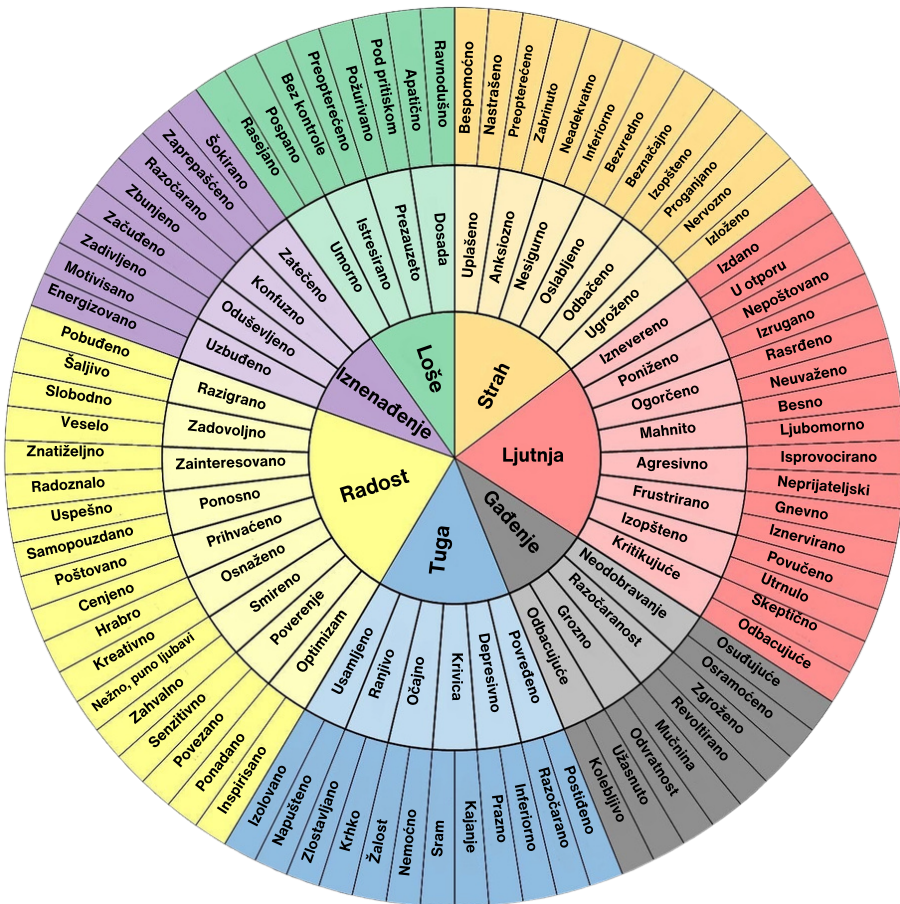 Strah
Ljutnja
Gađenje
Tuga
Radost
Iznenađenje
Loše
Uplašeno
Anksiozno
Nesigurno
Oslabljeno
Odbačeno
Ugroženo
Iznevereno
Poniženo
Ogorčeno
Mahnito
Agresivno
Frustrirano
Izopšteno
Kritikujuće
Neodobravanje
Razočaranost
Grozno
Odbacujuće
Povređeno
Depresivno
Krivica
Očajno
Ranjivo
Usamljeno
Optimizam
Poverenje
Smireno
Osnaženo
Prihvaćeno
Ponosno
Zainteresovano
Zadovoljno
Razigrano
Uzbuđeno
Oduševljeno
Konfuzno
Zatečeno
Umorno
Istresirano
Prezauzeto
Dosada
Bespomoćno
Nastrašeno
Preopterećeno
Zabrinuto
Neadekvatno
Inferiorno
Bezvredno
Beznačajno
Izopšteno
Proganjano
Nervozno
Izloženo
Izdano
U otporu
Nepoštovano
Izrugano
Rasrđeno
Neuvaženo
Besno
Ljubomorno
Isprovocirano
Neprijateljski
Gnevno
Iznervirano
Povučeno
Utrnulo
Skeptično
Odbacujuće
Osuđujuće
Osramoćeno
Zgroženo
Revoltirano
Mučnina
Odvratnost
Užasnuto
Kolebljivo
Postiđeno
Razočarano
Inferiorno
Prazno
Kajanje
Sram
Nemoćno
Žalost
Krhko
Zlostavljano
Napušteno
Izolovano
Inspirisano
Ponadano
Povezano
Senzitivno
Zahvalno
Nežno, puno ljubavi
Kreativno
Hrabro
Cenjeno
Poštovano
Samopouzdano
Uspešno
Radoznalo
Znatiželjno
Veselo
Slobodno
Šaljivo
Pobuđeno
Energizovano
Motivisano
Zadivljeno
Začuđeno
Zbunjeno
Razočarano
Zaprepašćeno
Šokirano
Rasejano
Pospano
Bez kontrole
Preopterećeno
Požurivano
Pod pritiskom
Apatično
Ravnodušno